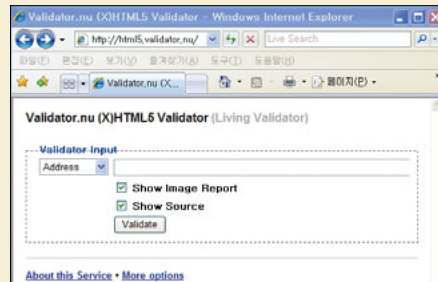 Validator.nu (X)HTML5 Validator - Windows Internet Explorer
http://html5.validator.nu/ Live Search
파일(F) 편집(E) 보기(V) 즐겨찾기(A) 도구(T) 도움말(H)
Validator.nu (X... 페이지(P)
Validator.nu (X)HTML5 Validator (Living Validator)
Validator Input
Address
Show Image Report
Show Source
Validate
About this Service • More options